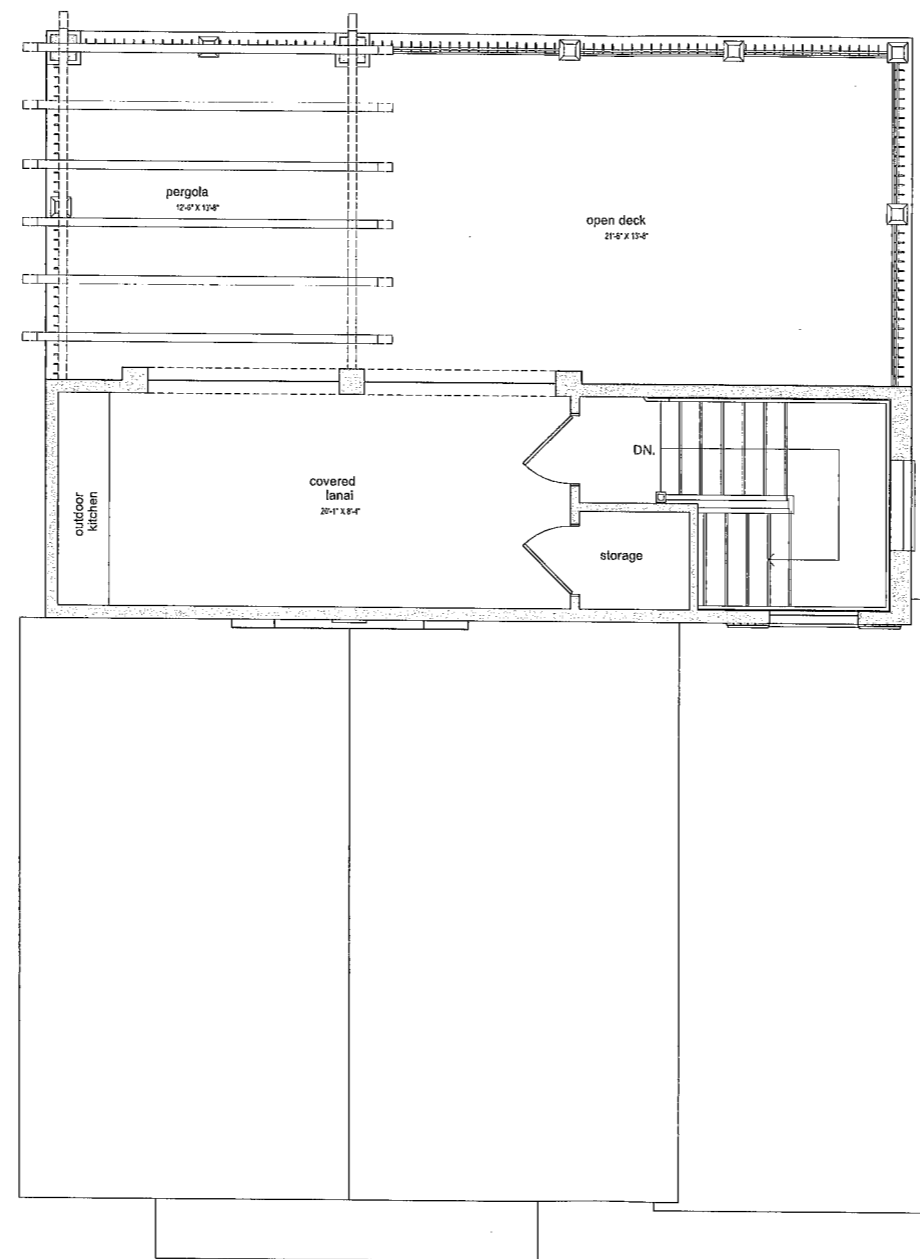 pergola
12'-6" X 13'-8"
open deck
21'-6" X 13'-8"
covered
lanai
20'-1" X 8'-4"
outdoor
kitchen
DN.
storage